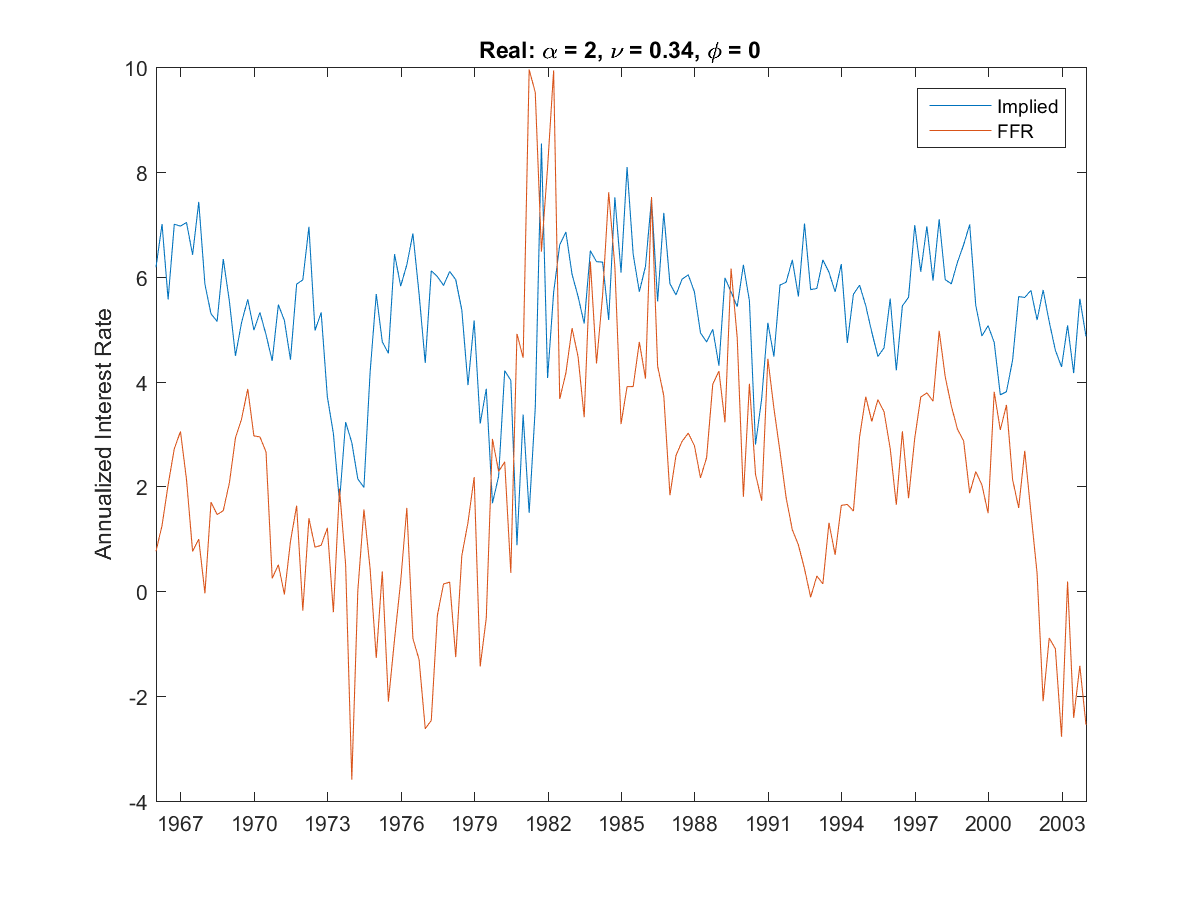 Real: α = 2, ν = 0.34, ϕ = 0
Implied
FFR
Annualized Interest Rate
10
8
6
4
2
0
-2
-4
1967 1970 1973 1976 1979 1982 1985 1988 1991 1994 1997 2000 2003